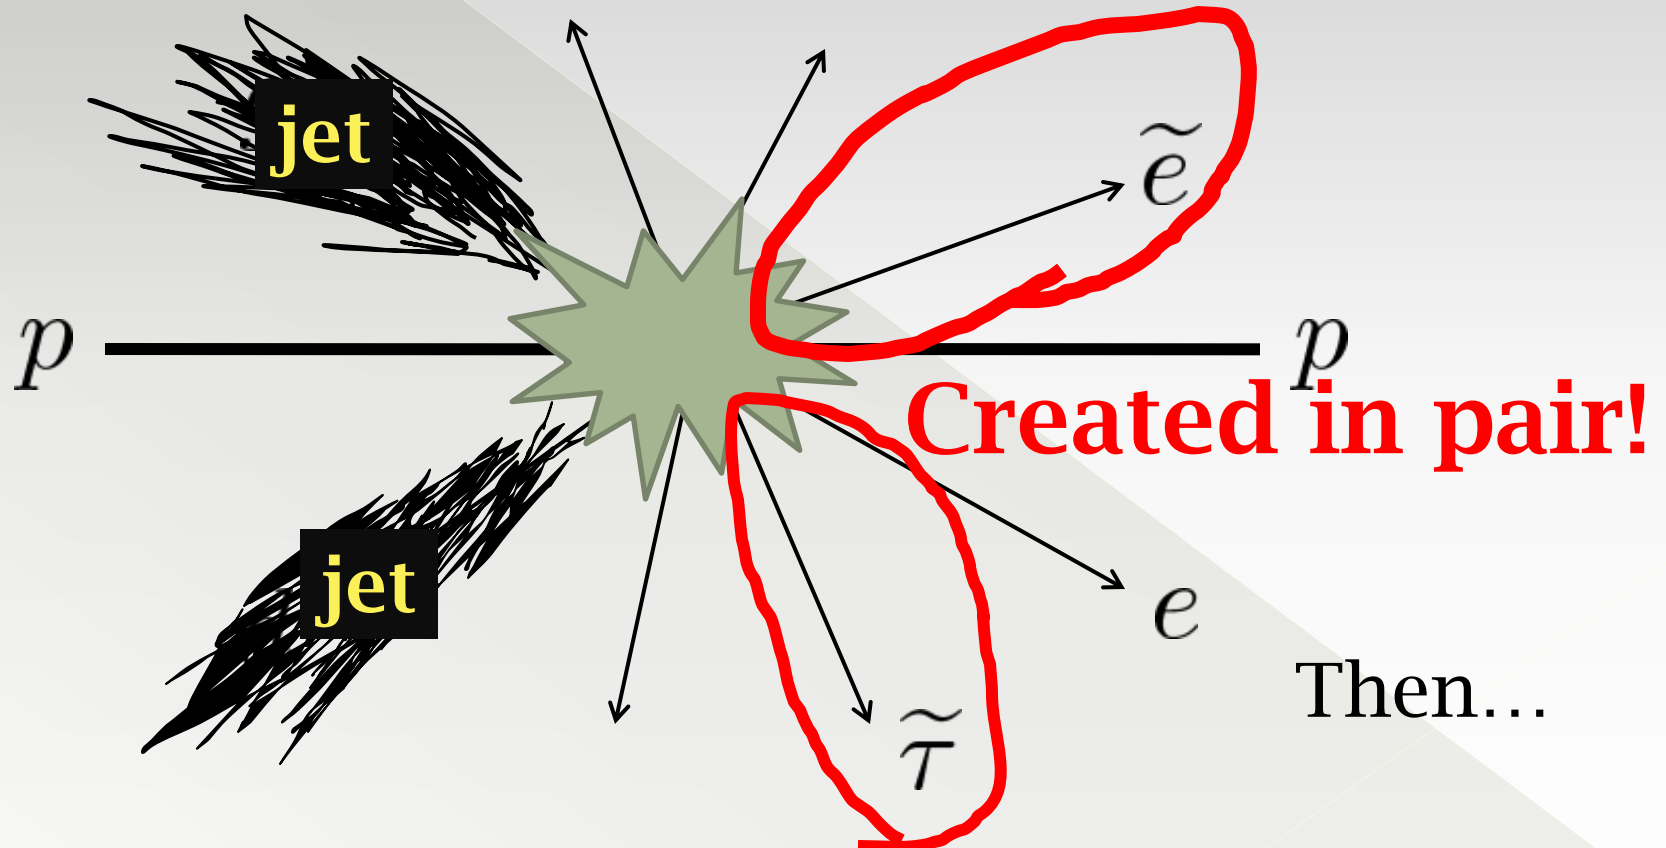 jet
ẽ
p
p
Created in pair!
jet
e
Then…
τ̃